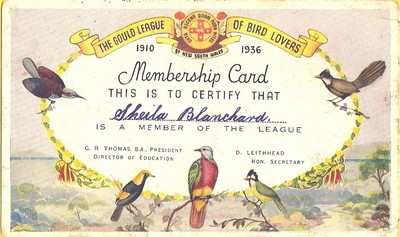 THE GOULD LEAGUE OF BIRD LOVERS
OF NEW SOUTH WALES
1910 1936
Membership Card
THIS IS TO CERTIFY THAT
Sheila Blanchard
IS A MEMBER OF THE LEAGUE
G. R THOMAS, B.A., PRESIDENT
DIRECTOR OF EDUCATION
D. LEITHHEAD
HON. SECRETARY